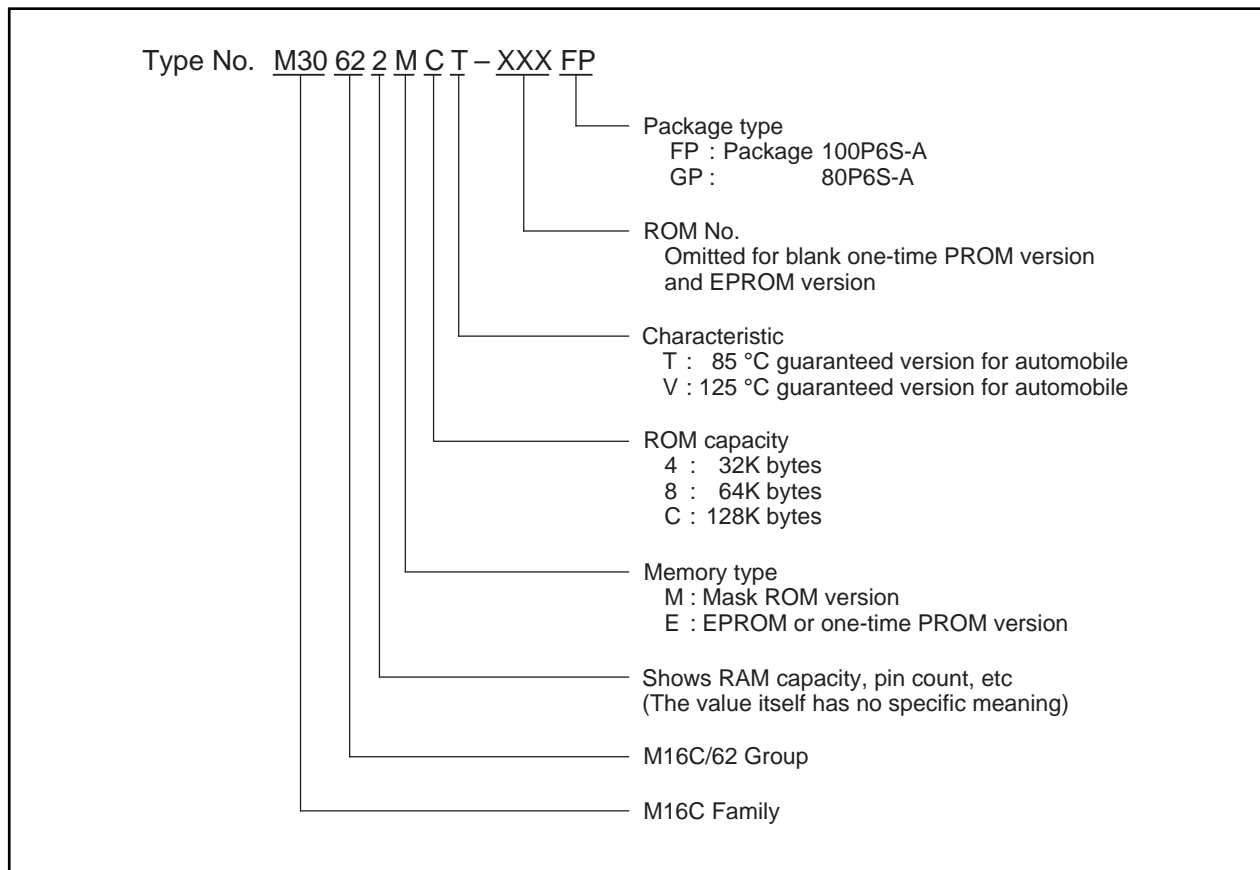 Type No. M30 62 2 M C T – XXX FP
Package type
FP : Package 100P6S-A
GP : 80P6S-A
ROM No.
Omitted for blank one-time PROM version
and EPROM version
Characteristic
T : 85 °C guaranteed version for automobile
V : 125 °C guaranteed version for automobile
ROM capacity
4 : 32K bytes
8 : 64K bytes
C : 128K bytes
Memory type
M : Mask ROM version
E : EPROM or one-time PROM version
Shows RAM capacity, pin count, etc
(The value itself has no specific meaning)
M16C/62 Group
M16C Family